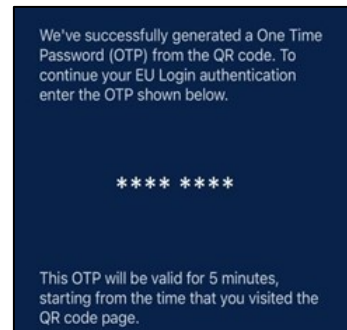 We've successfully generated a One Time
Password (OTP) from the QR code. To
continue your EU Login authentication
enter the OTP shown below.
**** ****
This OTP will be valid for 5 minutes,
starting from the time that you visited the
QR code page.